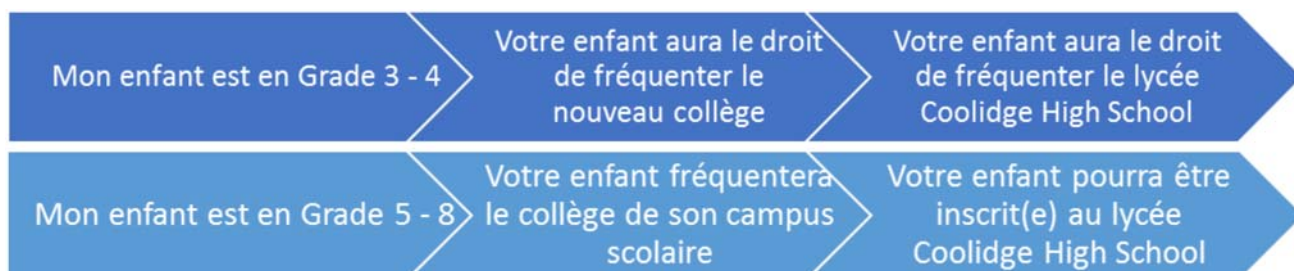 Mon enfant est en Grade 3 - 4
Votre enfant aura le droit
de fréquenter le
nouveau collège
Votre enfant aura le droit
de fréquenter le lycée
Coolidge High School
Mon enfant est en Grade 5 - 8
Votre enfant fréquentera
le collège de son campus
scolaire
Votre enfant pourra être
inscrit(e) au lycée
Coolidge High School